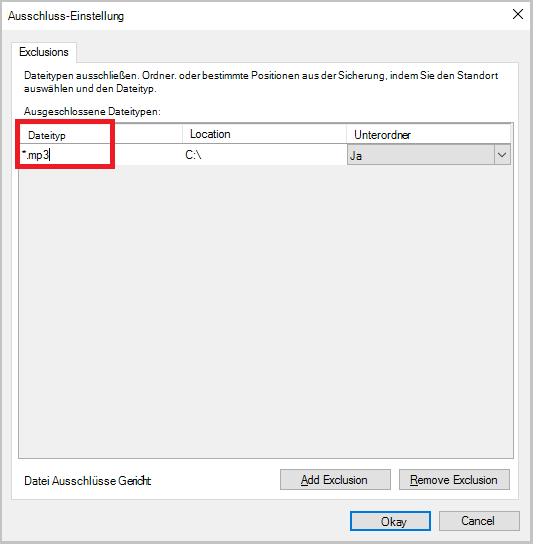 Ausschluss-Einstellung
Exclusions
Dateitypen ausschließen. Ordner. oder bestimmte Positionen aus der Sicherung, indem Sie den Standort
auswählen und den Dateityp.
Ausgeschlossene Dateitypen:
Dateityp Location Unterordner
*.mp3 C:\ Ja
Datei Ausschlüsse Gericht: Add Exclusion Remove Exclusion
Okay Cancel